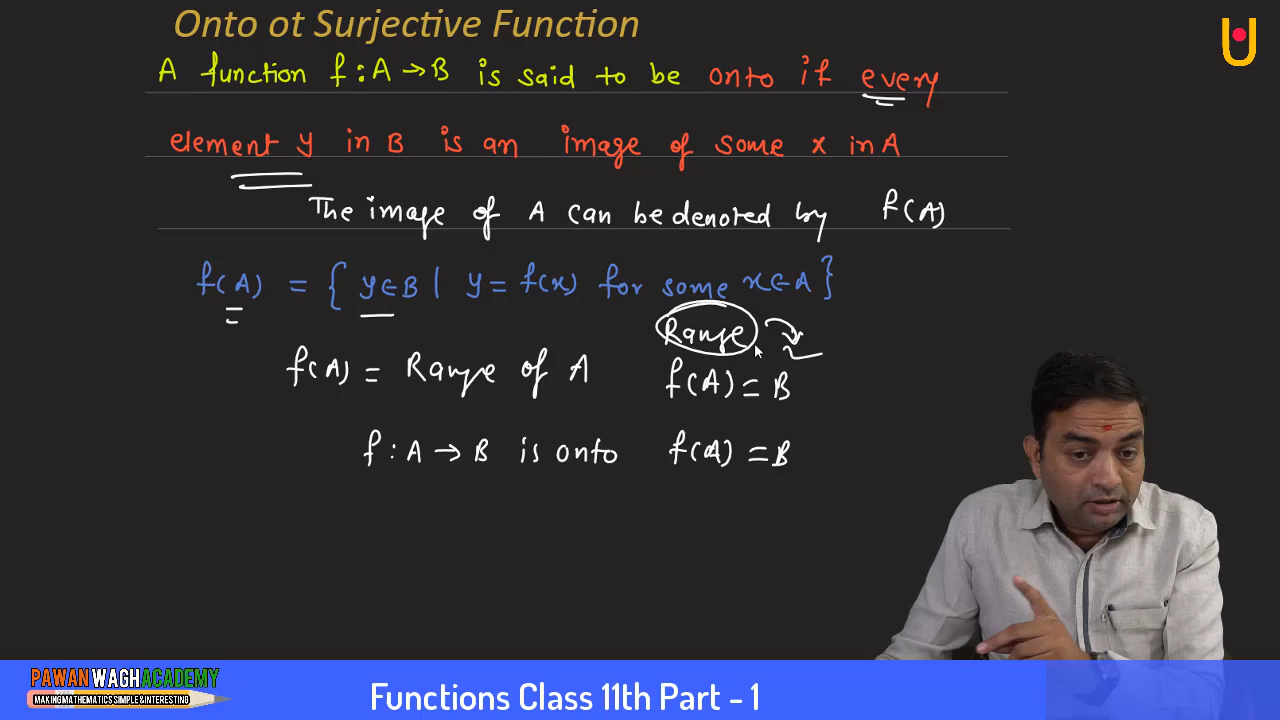 Onto ot Surjective Function
A function f : A → B is said to be onto if every
element y in B is an image of some x in A
The image of A can be denoted by f(A)
f(A) = { y ∈ B | y = f(x) for some x ∈ A }
Range
f(A) = Range of A f(A) = B
f : A → B is onto f(A) = B
PAWAN WAGH ACADEMY
MAKING MATHEMATICS SIMPLE & INTERESTING
Functions Class 11th Part - 1